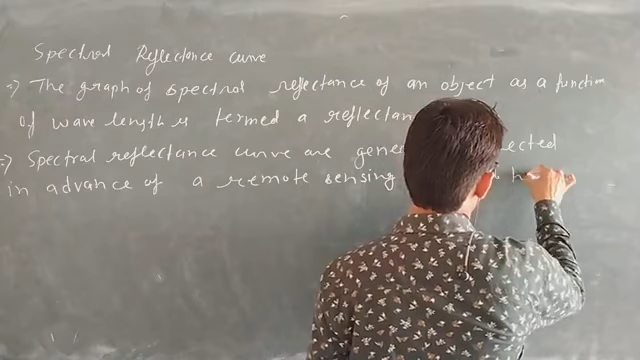 Spectral Reflectance curve
=> The graph of spectral reflectance of an object as a function
of wave length is termed a reflectan
=> Spectral reflectance curve are gene ected
in advance of a remote sensing